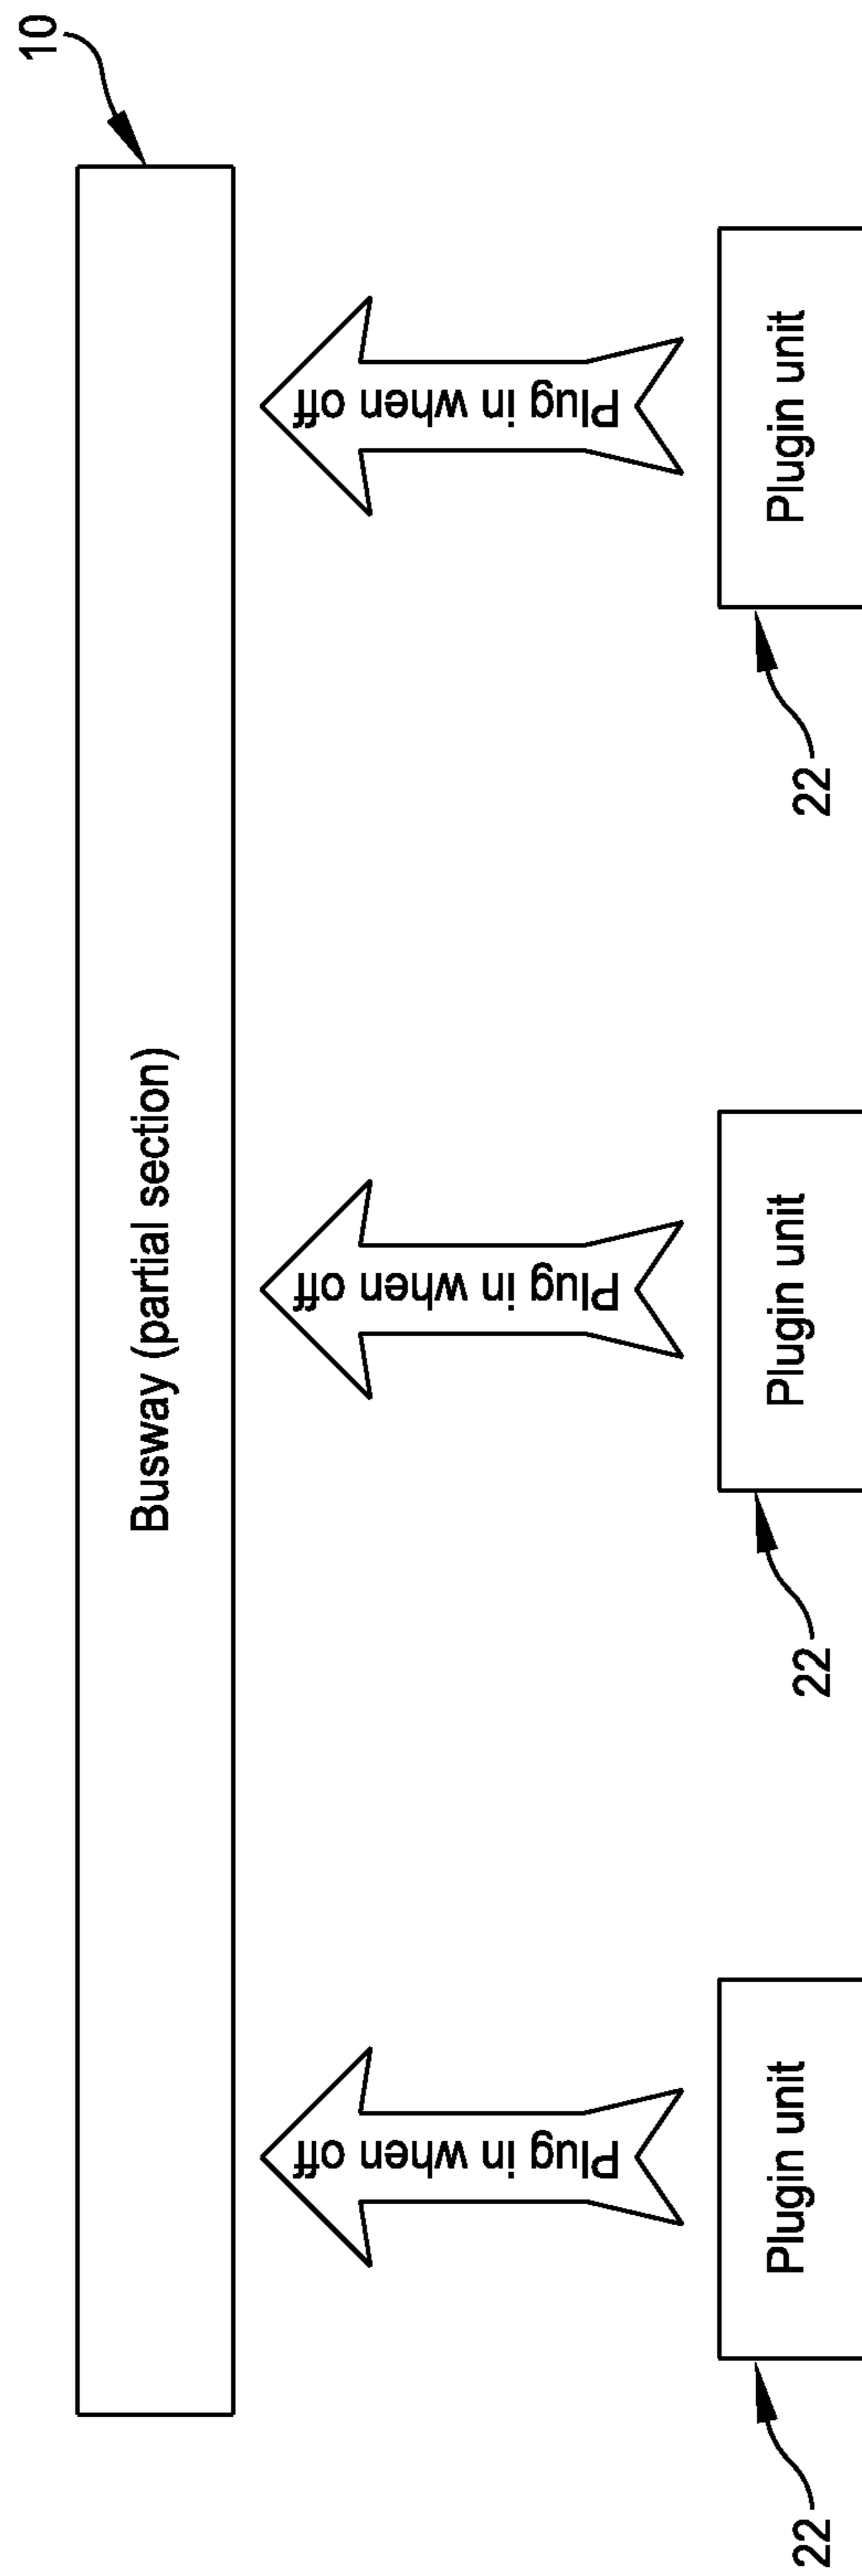 10
Busway (partial section)
Plug in when off
Plug in when off
Plug in when off
Plugin unit
Plugin unit
Plugin unit
22
22
22